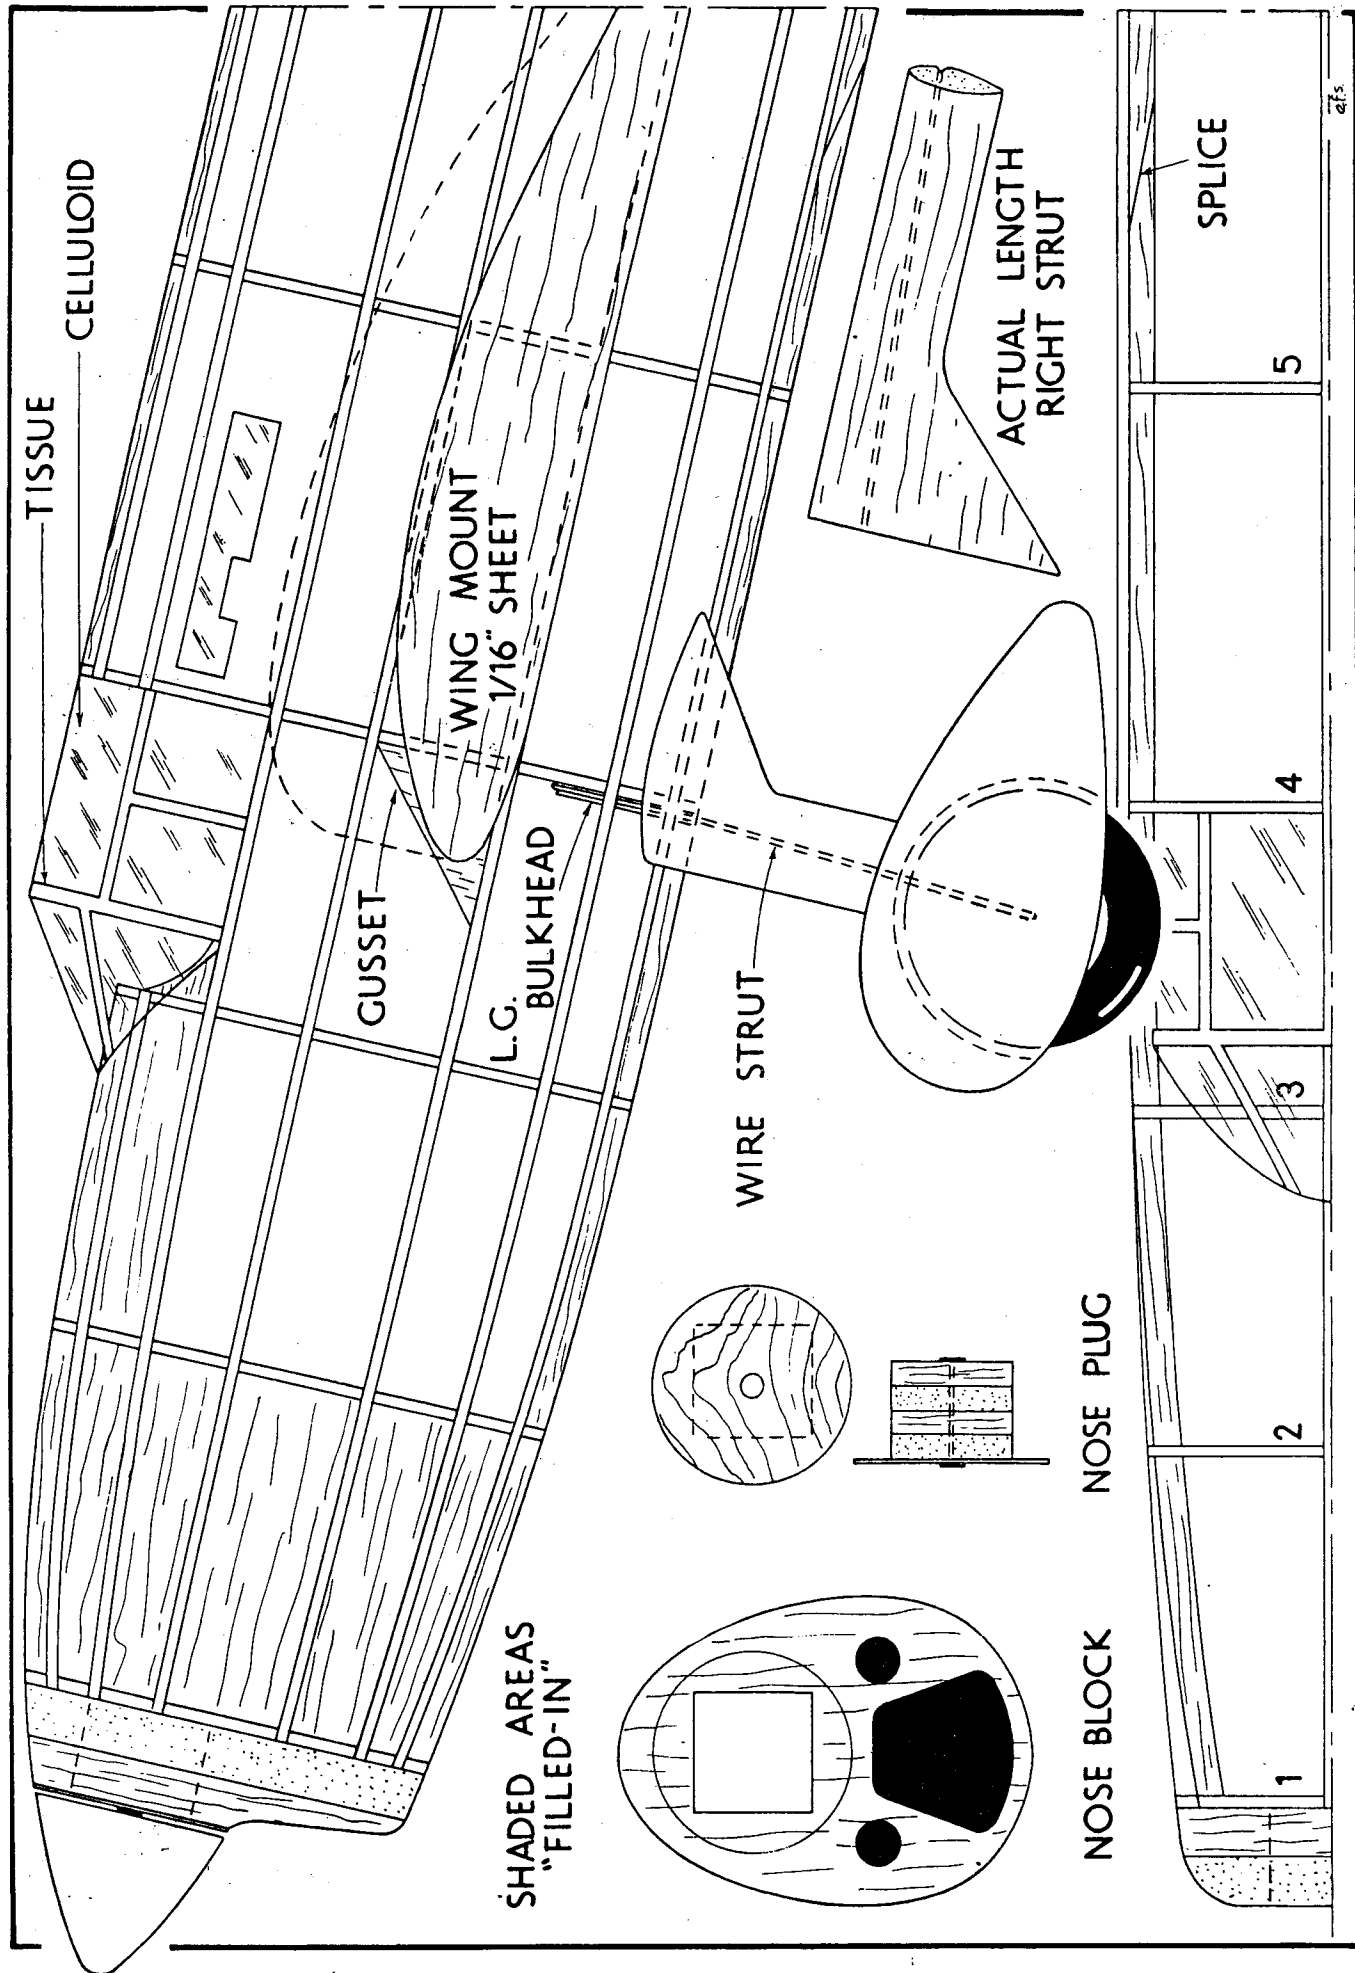 TISSUE
CELLULOID
GUSSET
WING MOUNT
1/16" SHEET
L.G.
BULKHEAD
SHADED AREAS
"FILLED-IN"
WIRE STRUT
ACTUAL LENGTH
RIGHT STRUT
NOSE BLOCK
NOSE PLUG
SPLICE
1
2
3
4
5